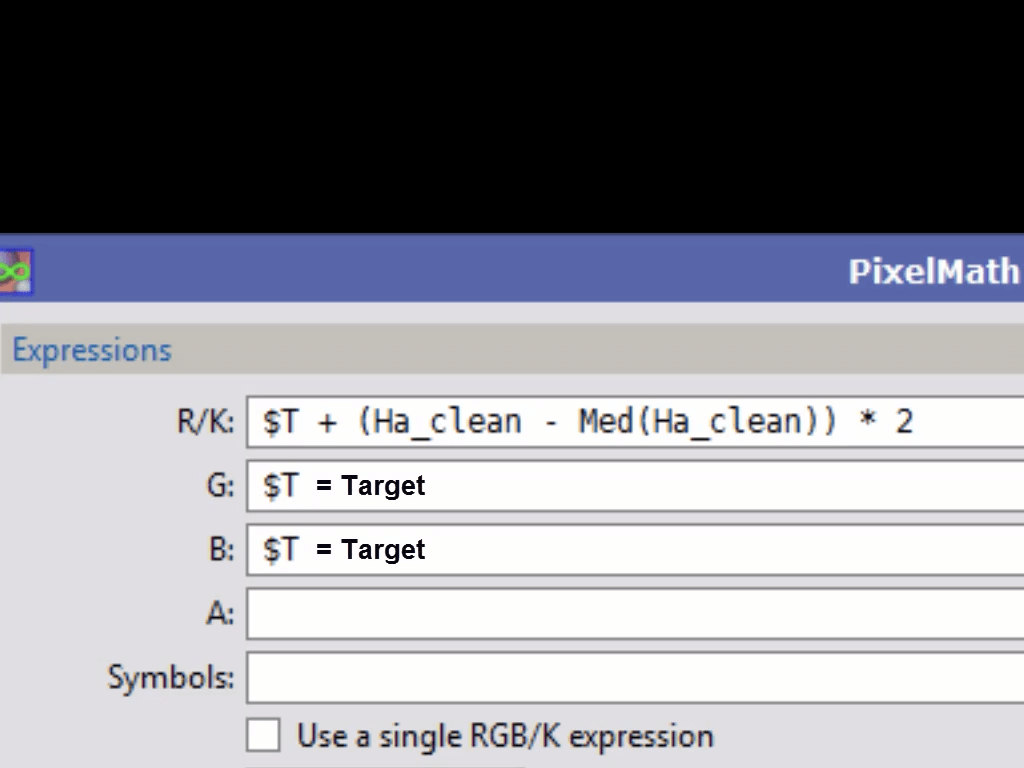 PixelMath
Expressions
R/K: $T + (Ha_clean - Med(Ha_clean)) * 2
G: $T = Target
B: $T = Target
A:
Symbols:
Use a single RGB/K expression